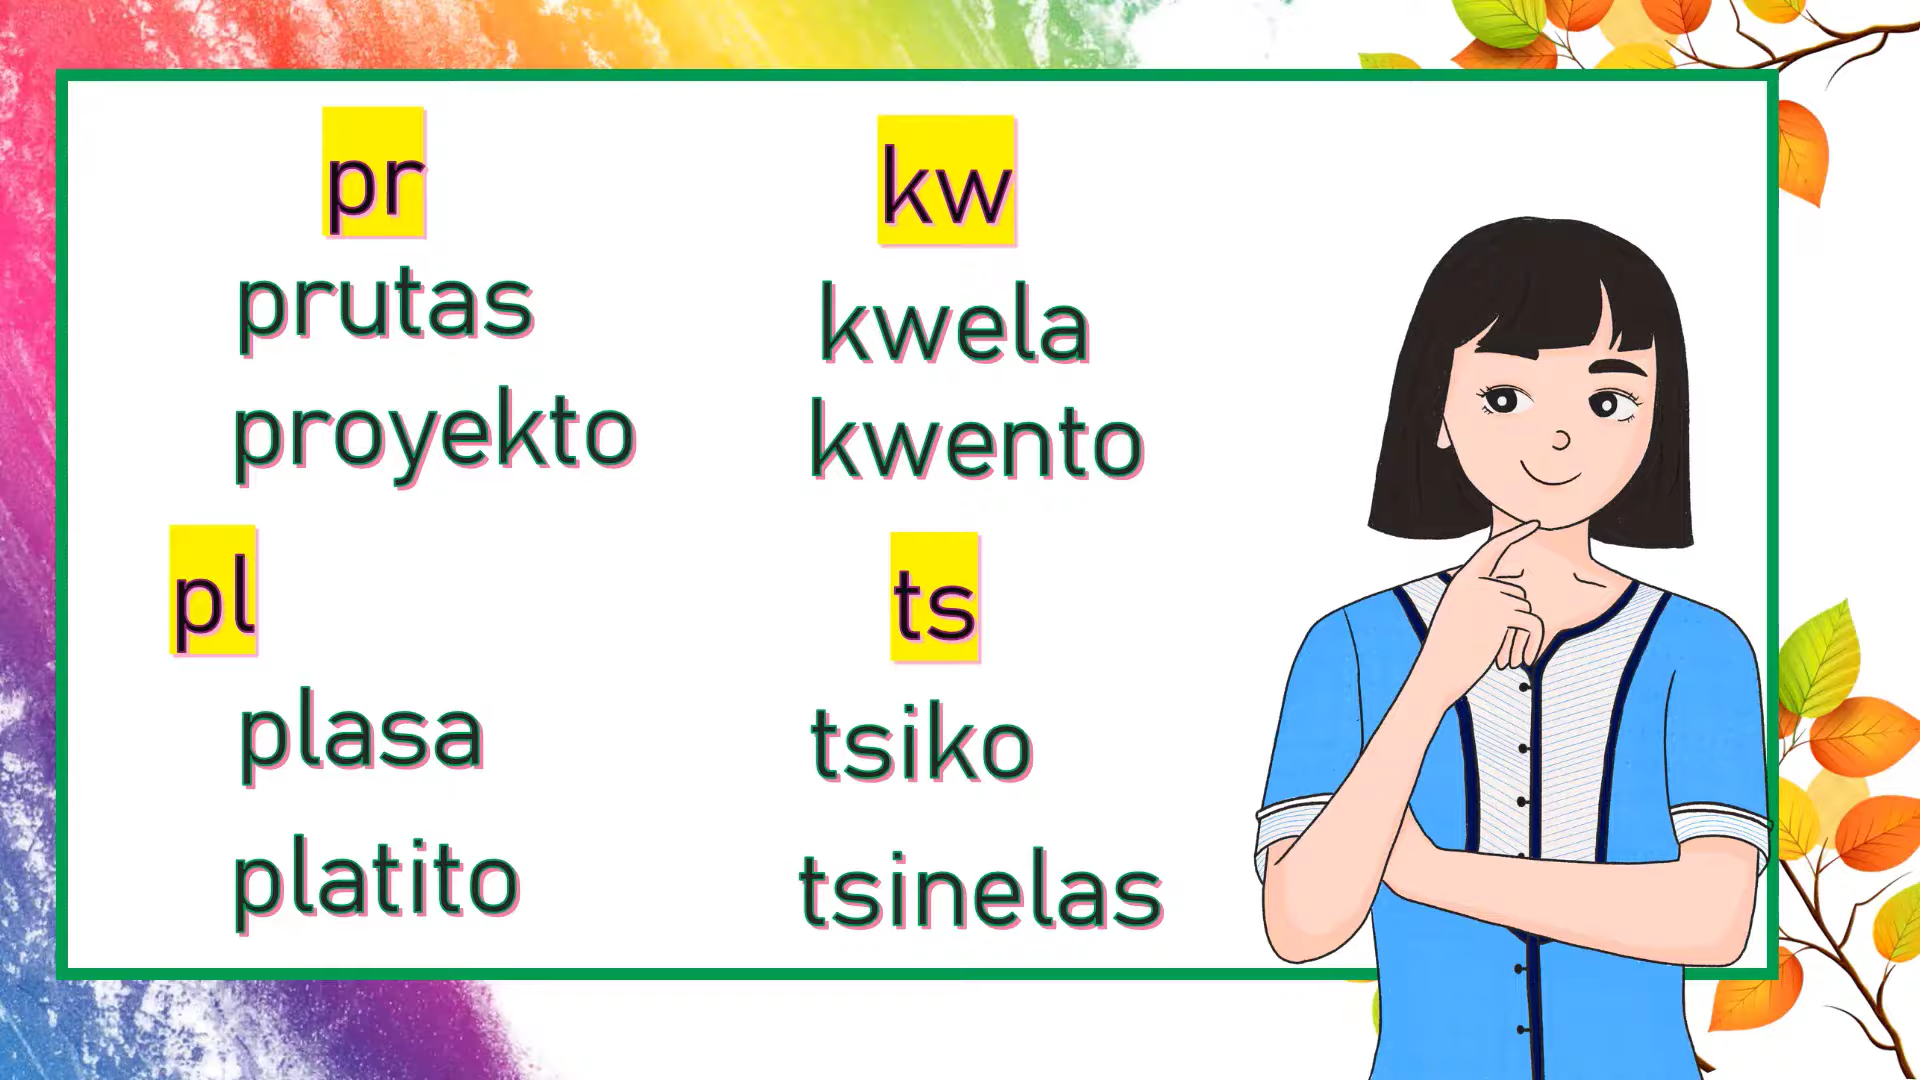 pr
prutas
proyekto
pl
plasa
platito
kw
kwela
kwento
ts
tsiko
tsinelas